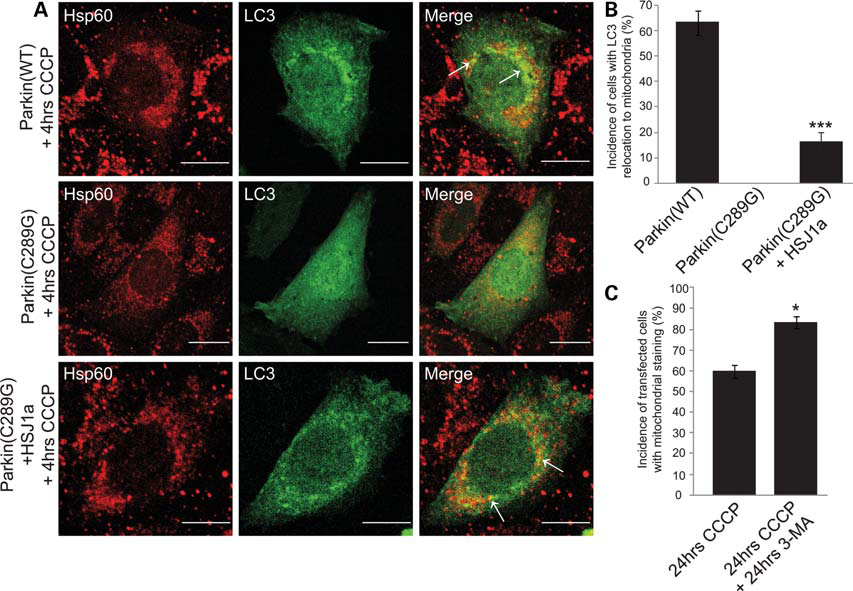 A
Parkin(WT)
+ 4hrs CCCP
Hsp60
LC3
Merge
Parkin(C289G)
+ 4hrs CCCP
Hsp60
LC3
Merge
Parkin(C289G)
+HSJ1a
+ 4hrs CCCP
Hsp60
LC3
Merge
B
Incidence of cells with LC3
relocation to mitochondria (%)
70
60
50
40
30
20
10
0
***
Parkin(WT)
Parkin(C289G)
Parkin(C289G)
+ HSJ1a
C
Incidence of transfected cells
with mitochondrial staining (%)
100
90
80
70
60
50
40
30
20
10
0
*
24hrs CCCP
24hrs CCCP
+ 24hrs 3-MA